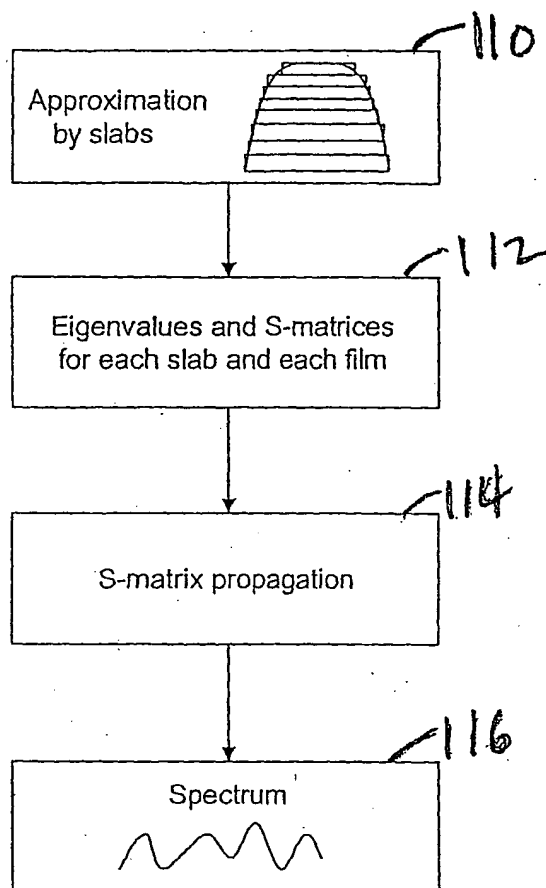 110
Approximation
by slabs
112
Eigenvalues and S-matrices
for each slab and each film
114
S-matrix propagation
116
Spectrum